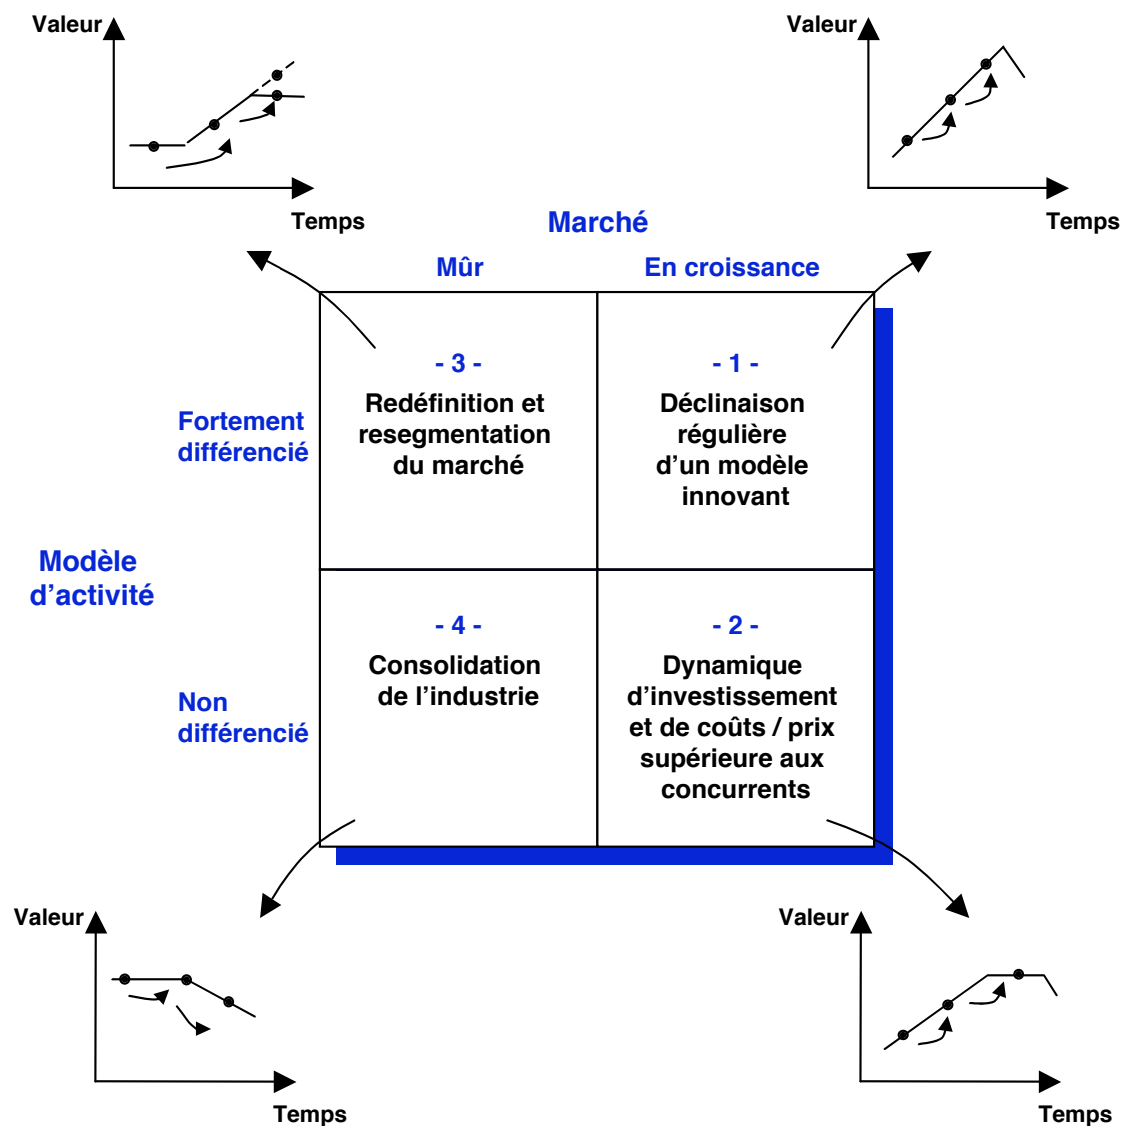 Valeur
Temps
Valeur
Temps
Marché
Mûr
En croissance
Modèle
d’activité
Fortement
différencié
- 3 -
Redéfinition et
resegmentation
du marché
- 1 -
Déclinaison
régulière
d’un modèle
innovant
Non
différencié
- 4 -
Consolidation
de l’industrie
- 2 -
Dynamique
d’investissement
et de coûts / prix
supérieure aux
concurrents
Valeur
Temps
Valeur
Temps